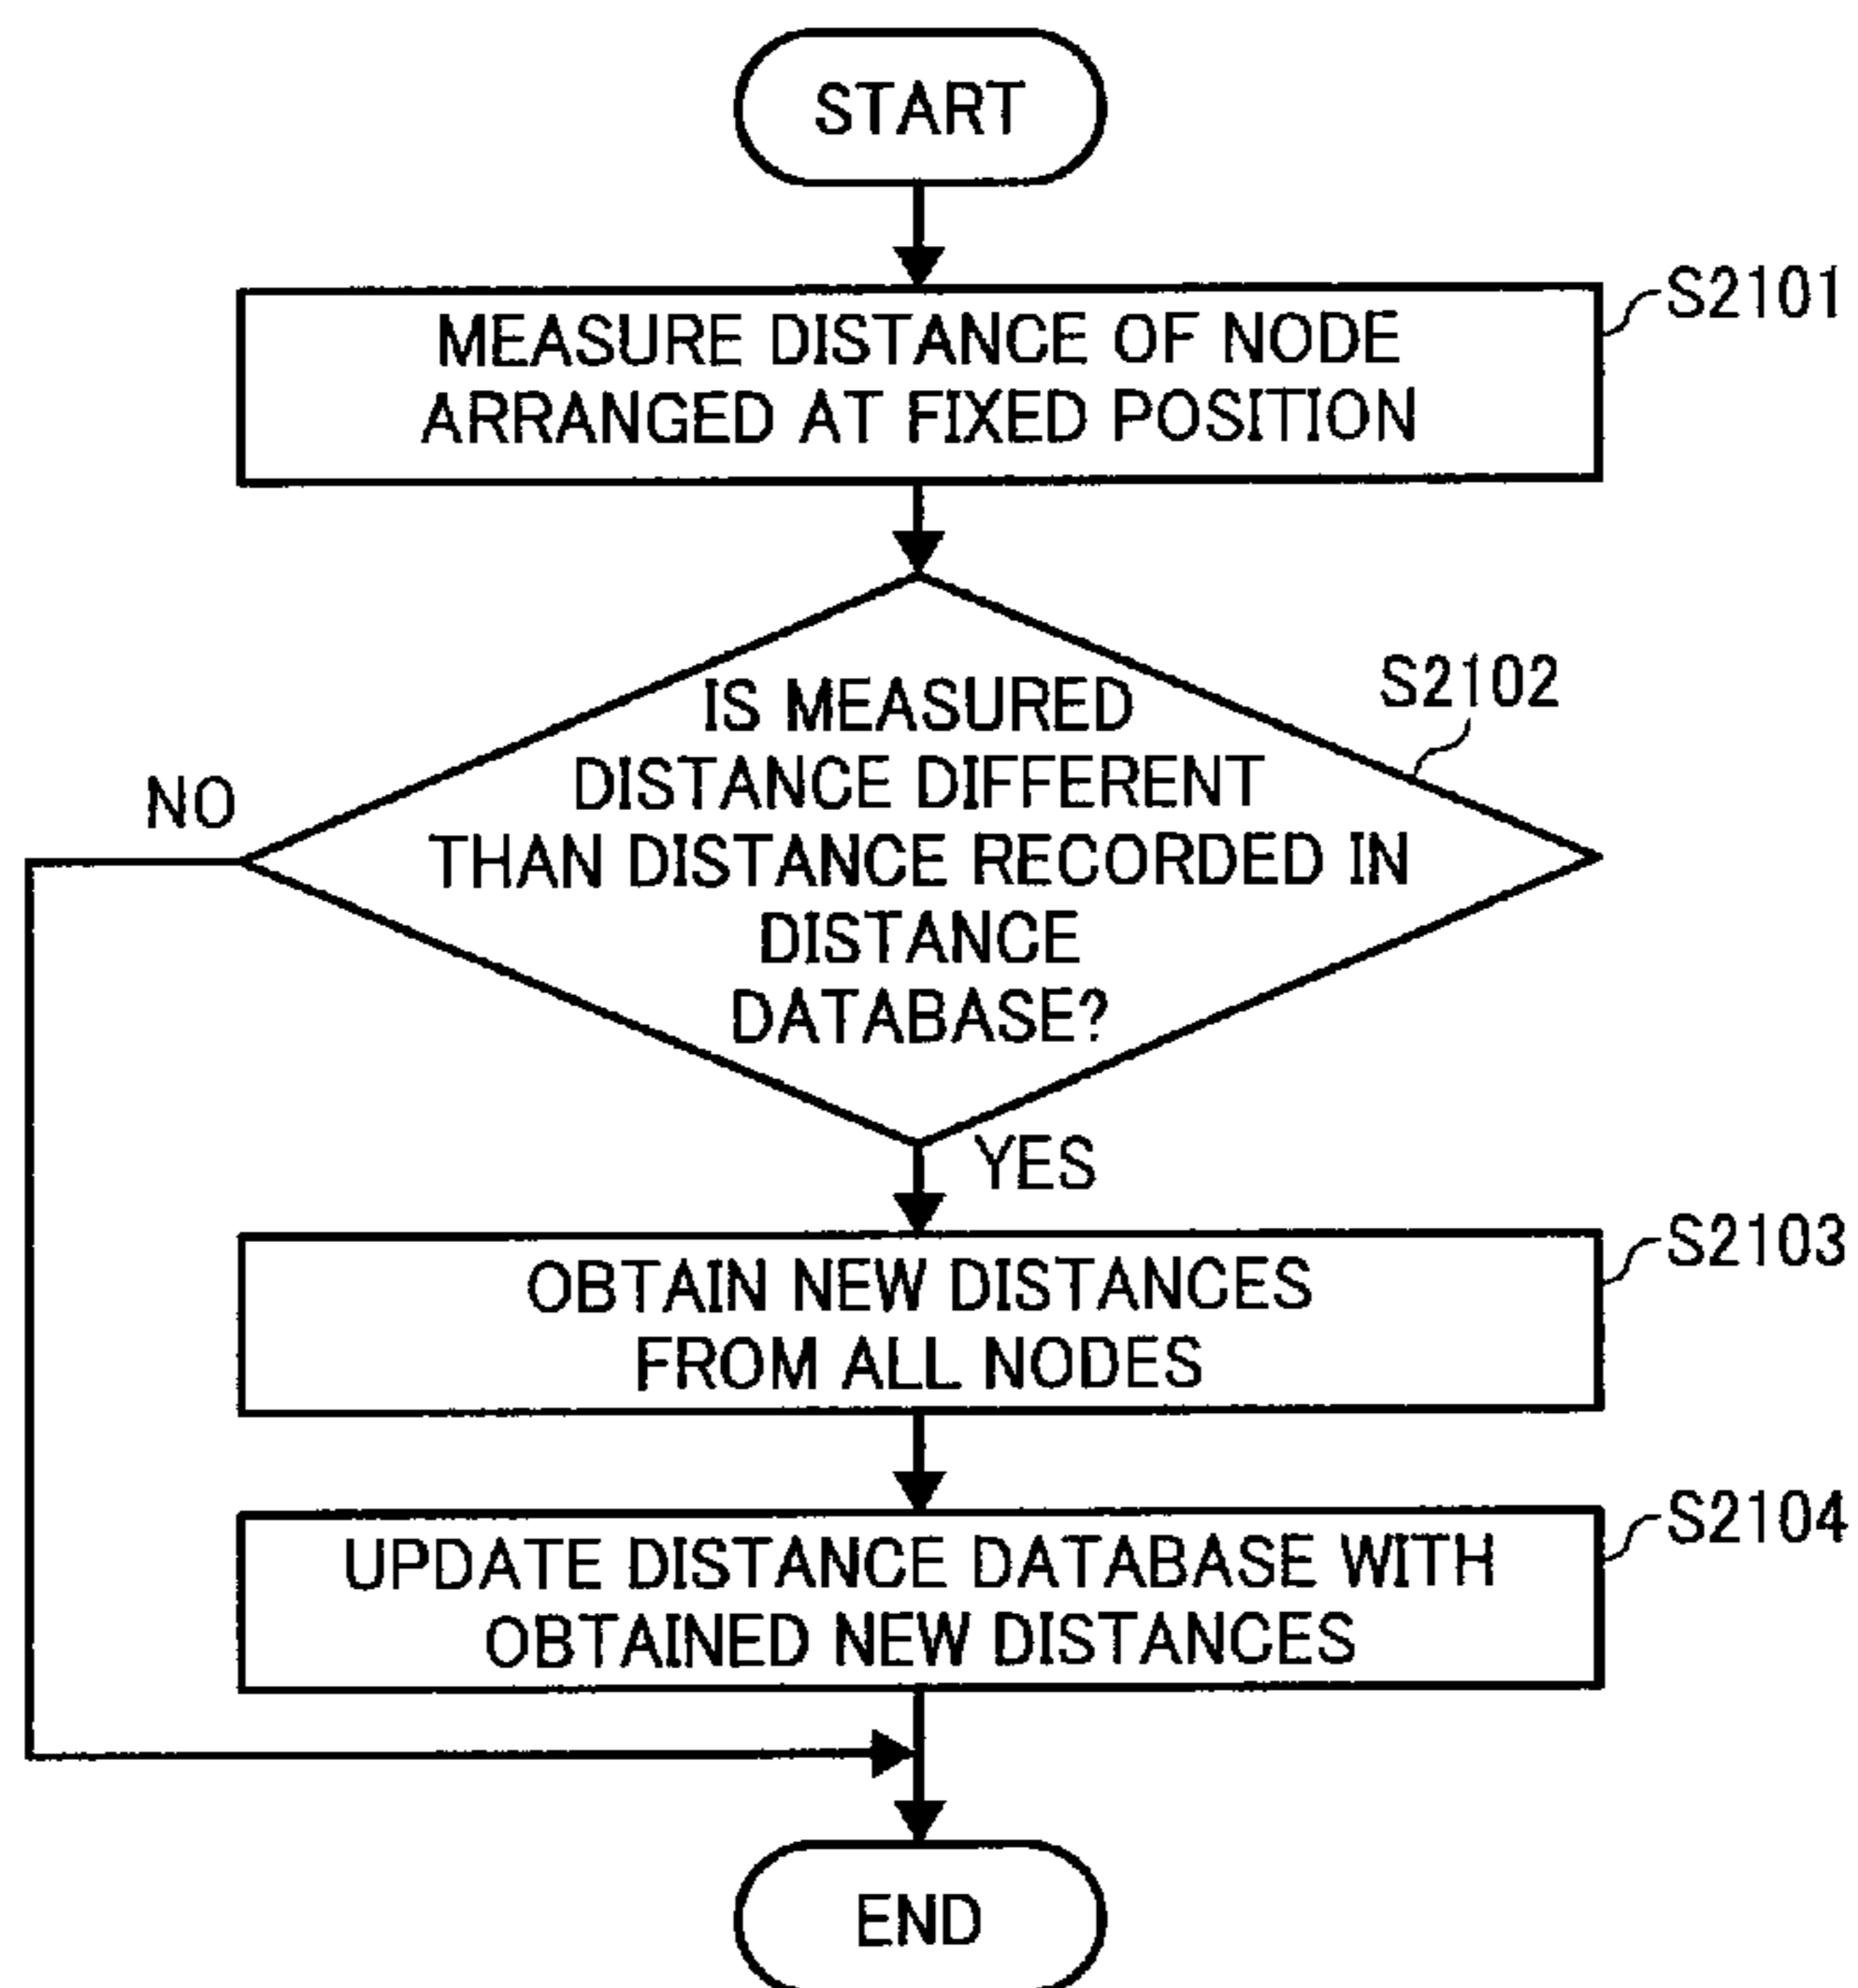 START
S2101
MEASURE DISTANCE OF NODE
ARRANGED AT FIXED POSITION
S2102
IS MEASURED
DISTANCE DIFFERENT
THAN DISTANCE RECORDED IN
DISTANCE
DATABASE?
NO
YES
S2103
OBTAIN NEW DISTANCES
FROM ALL NODES
S2104
UPDATE DISTANCE DATABASE WITH
OBTAINED NEW DISTANCES
END